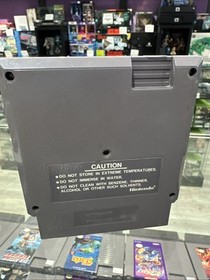 CAUTION
• DO NOT STORE IN EXTREME TEMPERATURES.
• DO NOT IMMERSE IN WATER.
• DO NOT CLEAN WITH BENZENE, THINNER,
ALCOHOL OR OTHER SUCH SOLVENTS.
Nintendo